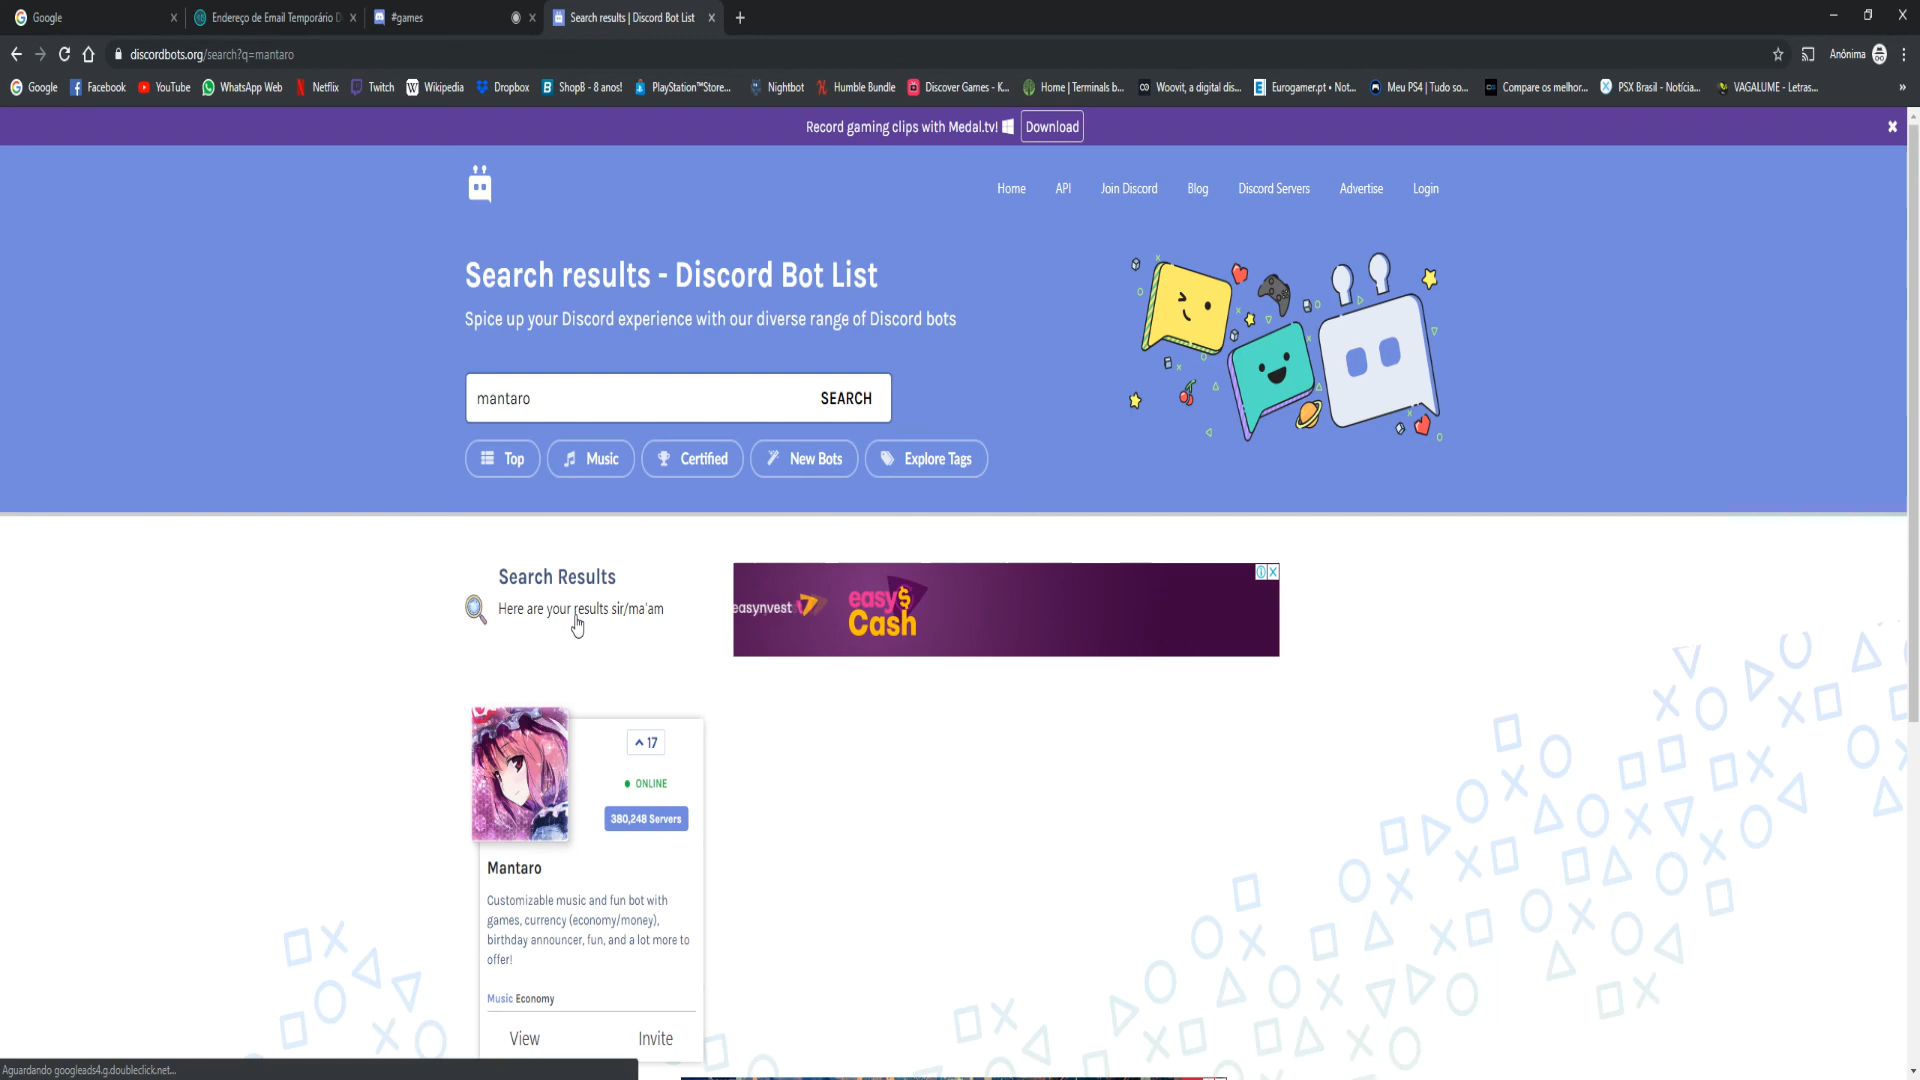 Google
Endereço de Email Temporário D
#games
Search results | Discord Bot List
discordbots.org/search?q=mantaro
Anônima
Google
Facebook
YouTube
WhatsApp Web
Netflix
Twitch
Wikipedia
Dropbox
ShopB - 8 anos!
PlayStation™Store...
Nightbot
Humble Bundle
Discover Games - K...
Home | Terminals b...
Woovit, a digital dis...
Eurogamer.pt • Not...
Meu PS4 | Tudo so...
Compare os melhor...
PSX Brasil - Notícia...
VAGALUME - Letras...
»
Record gaming clips with Medal.tv!
Download
Home
API
Join Discord
Blog
Discord Servers
Advertise
Login
Search results - Discord Bot List
Spice up your Discord experience with our diverse range of Discord bots
mantaro
SEARCH
Top
Music
Certified
New Bots
Explore Tags
Search Results
Here are your results sir/ma'am
easynvest
easy$
Cash
17
ONLINE
380,248 Servers
Mantaro
Customizable music and fun bot with
games, currency (economy/money),
birthday announcer, fun, and a lot more to
offer!
Music Economy
View
Invite
Aguardando googleads4.g.doubleclick.net...